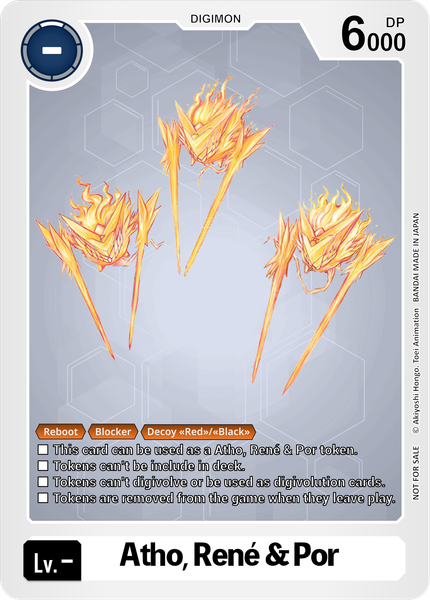 DIGIMON
-
DP
6000
Reboot Blocker Decoy «Red»/«Black»
This card can be used as a Atho, René & Por token.
Tokens can't be include in deck.
Tokens can't digivolve or be used as digivolution cards.
Tokens are removed from the game when they leave play.
NOT FOR SALE © Akiyoshi Hongo, Toei Animation BANDAI MADE IN JAPAN
Lv.-
Atho, René & Por